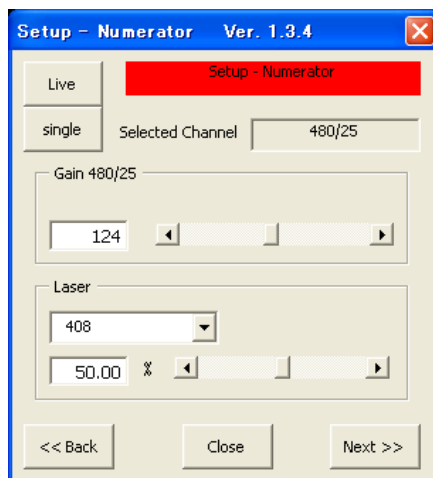 Setup - Numerator Ver. 1.3.4
Live
Setup - Numerator
single
Selected Channel
480/25
Gain 480/25
124
Laser
408
50.00 %
<< Back
Close
Next >>